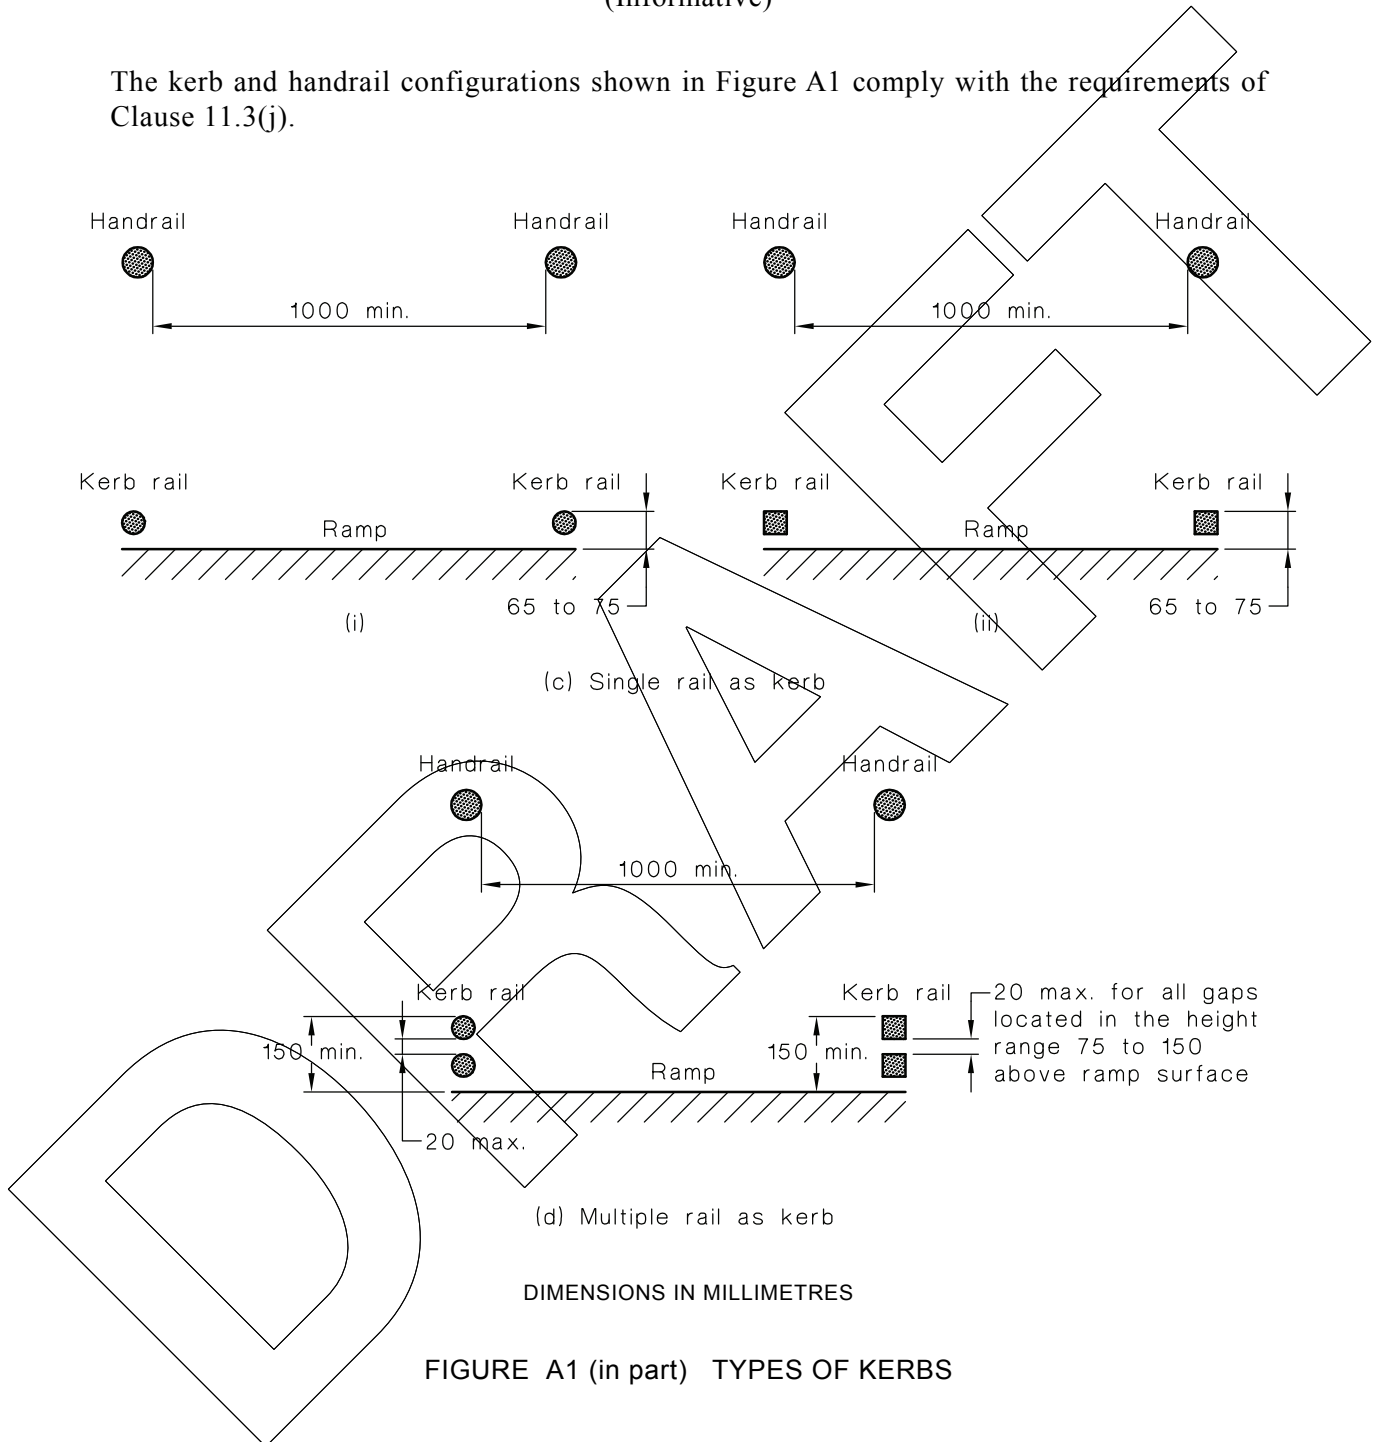 (Informative)
The kerb and handrail configurations shown in Figure A1 comply with the requirements of
Clause 11.3(j).
Handrail Handrail Handrail Handrail
1000 min. 1000 min.
Kerb rail Kerb rail Kerb rail Kerb rail
Ramp Ramp
65 to 75 65 to 75
(i) (ii)
(c) Single rail as kerb
Handrail Handrail
1000 min.
Kerb rail Kerb rail 20 max. for all gaps
located in the height
150 min. 150 min. range 75 to 150
Ramp above ramp surface
20 max.
(d) Multiple rail as kerb
DIMENSIONS IN MILLIMETRES
FIGURE A1 (in part) TYPES OF KERBS
DRAFT